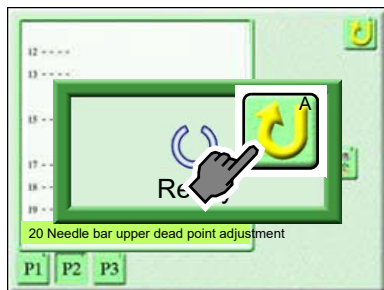 12 - - - -
13 - - - -
A
15 - - -
17 - -
18 - -
19 - -
20 Needle bar upper dead point adjustment
P1 P2 P3